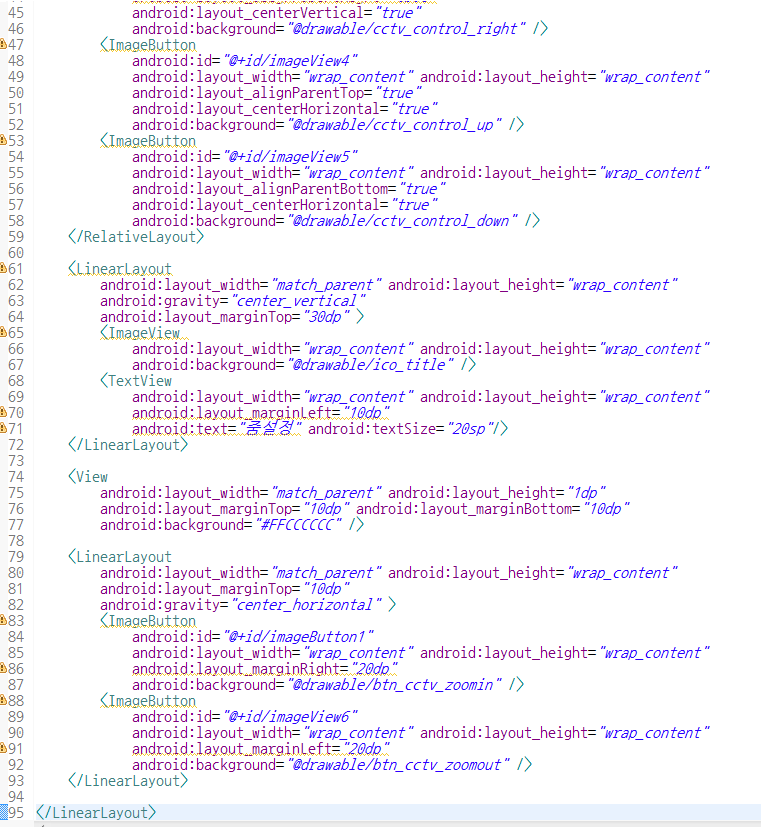 45 android:layout_centerVertical="true"
46 android:background="@drawable/cctv_control_right" />
47 <ImageButton
48 android:id="@+id/imageView4"
49 android:layout_width="wrap_content" android:layout_height="wrap_content"
50 android:layout_alignParentTop="true"
51 android:layout_centerHorizontal="true"
52 android:background="@drawable/cctv_control_up" />
53 <ImageButton
54 android:id="@+id/imageView5"
55 android:layout_width="wrap_content" android:layout_height="wrap_content"
56 android:layout_alignParentBottom="true"
57 android:layout_centerHorizontal="true"
58 android:background="@drawable/cctv_control_down" />
59 </RelativeLayout>
60
61 <LinearLayout
62 android:layout_width="match_parent" android:layout_height="wrap_content"
63 android:gravity="center_vertical"
64 android:layout_marginTop="30dp" >
65 <ImageView
66 android:layout_width="wrap_content" android:layout_height="wrap_content"
67 android:background="@drawable/ico_title" />
68 <TextView
69 android:layout_width="wrap_content" android:layout_height="wrap_content"
70 android:layout_marginLeft="10dp"
71 android:text="줌설정" android:textSize="20sp"/>
72 </LinearLayout>
73
74 <View
75 android:layout_width="match_parent" android:layout_height="1dp"
76 android:layout_marginTop="10dp" android:layout_marginBottom="10dp"
77 android:background="#FFCCCCCC" />
78
79 <LinearLayout
80 android:layout_width="match_parent" android:layout_height="wrap_content"
81 android:layout_marginTop="10dp"
82 android:gravity="center_horizontal" >
83 <ImageButton
84 android:id="@+id/imageButton1"
85 android:layout_width="wrap_content" android:layout_height="wrap_content"
86 android:layout_marginRight="20dp"
87 android:background="@drawable/btn_cctv_zoomin" />
88 <ImageButton
89 android:id="@+id/imageView6"
90 android:layout_width="wrap_content" android:layout_height="wrap_content"
91 android:layout_marginLeft="20dp"
92 android:background="@drawable/btn_cctv_zoomout" />
93 </LinearLayout>
94
95 </LinearLayout>